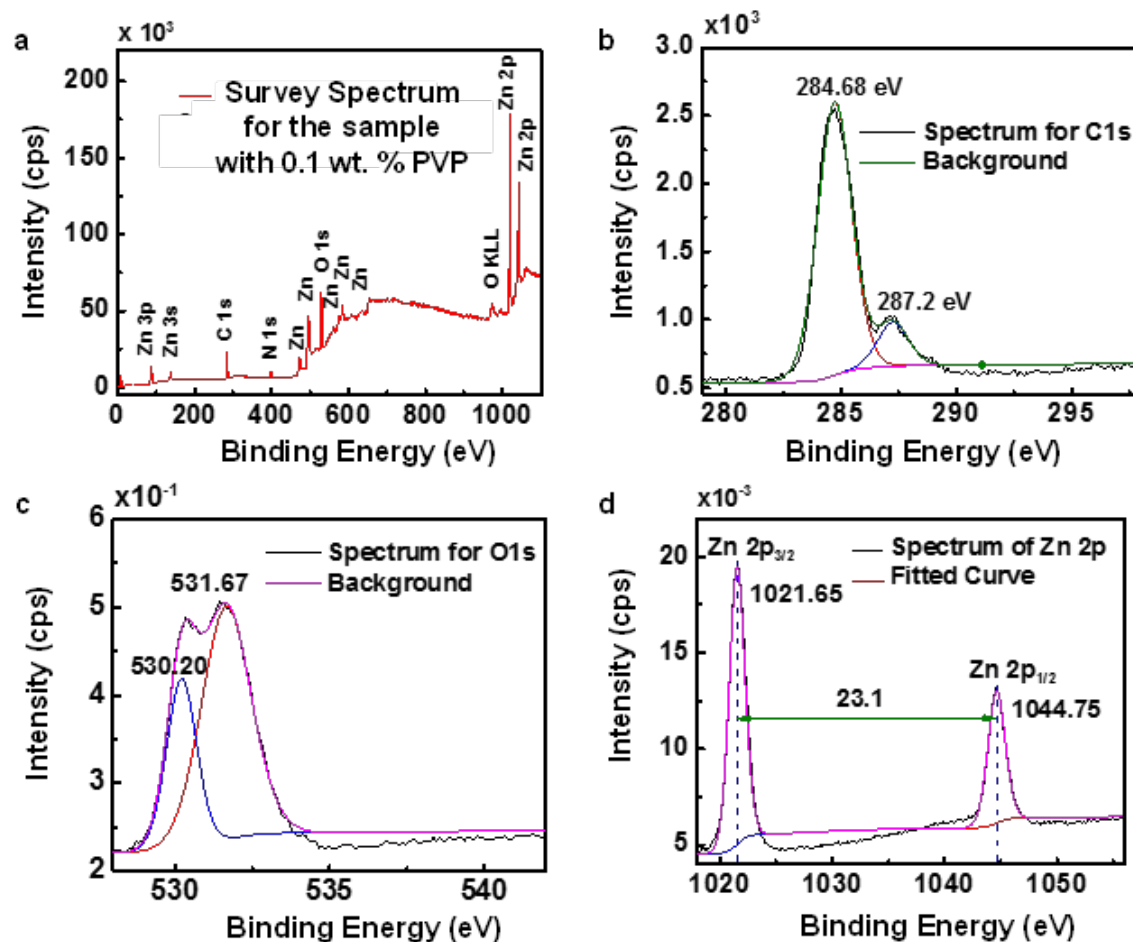 a
x 10³
Survey Spectrum
for the sample
with 0.1 wt. % PVP
Intensity (cps)
200
150
100
50
0
Zn 3p
Zn 3s
C 1s
N 1s
Zn
Zn
O 1s
Zn
Zn
Zn
O KLL
Zn 2p
Zn 2p
0 200 400 600 800 1000
Binding Energy (eV)
b
x10³
284.68 eV
Spectrum for C1s
Background
287.2 eV
Intensity (cps)
3.0
2.5
2.0
1.5
1.0
0.5
280 285 290 295
Binding Energy (eV)
c
x10⁻¹
Spectrum for O1s
Background
531.67
530.20
Intensity (cps)
6
5
4
3
2
530 535 540
Binding Energy (eV)
d
x10⁻³
Zn 2p₃/₂
Spectrum of Zn 2p
Fitted Curve
1021.65
Zn 2p₁/₂
23.1
1044.75
Intensity (cps)
20
15
10
5
1020 1030 1040 1050
Binding Energy (eV)